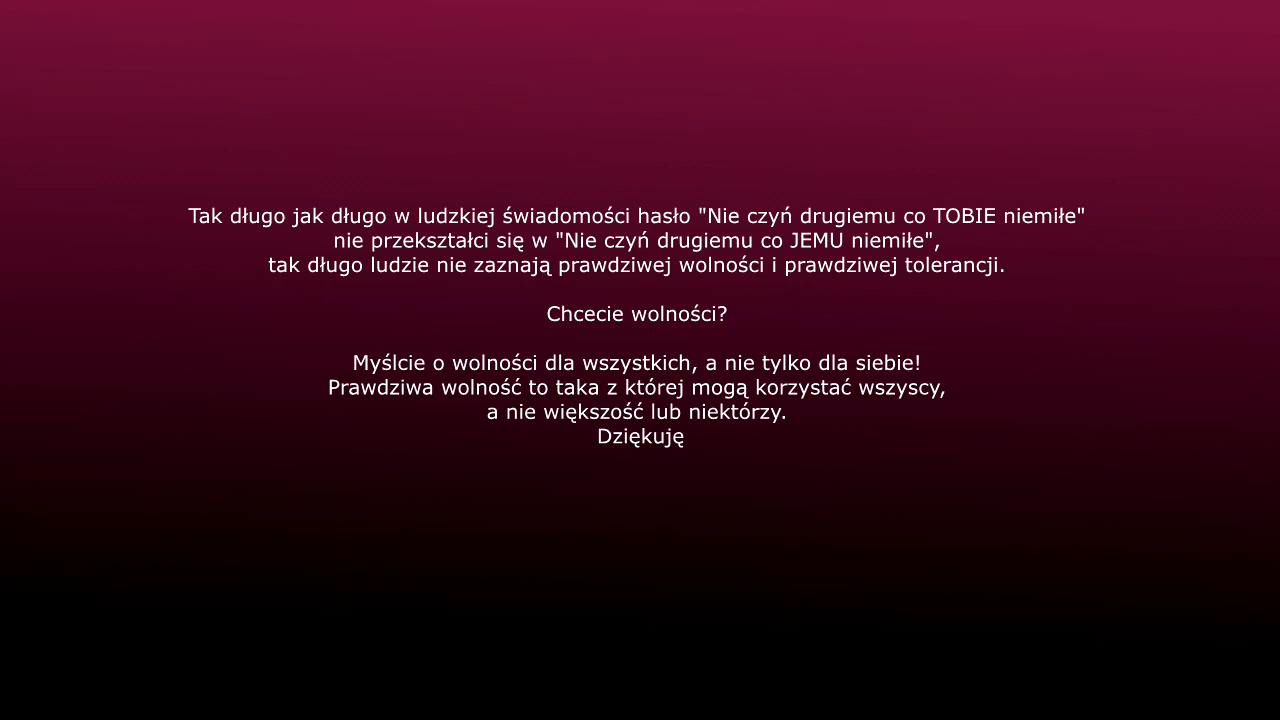 Tak długo jak długo w ludzkiej świadomości hasło "Nie czyń drugiemu co TOBIE niemiłe"
nie przekształci się w "Nie czyń drugiemu co JEMU niemiłe",
tak długo ludzie nie zaznają prawdziwej wolności i prawdziwej tolerancji.
Chcecie wolności?
Myślcie o wolności dla wszystkich, a nie tylko dla siebie!
Prawdziwa wolność to taka z której mogą korzystać wszyscy,
a nie większość lub niektórzy.
Dziękuję